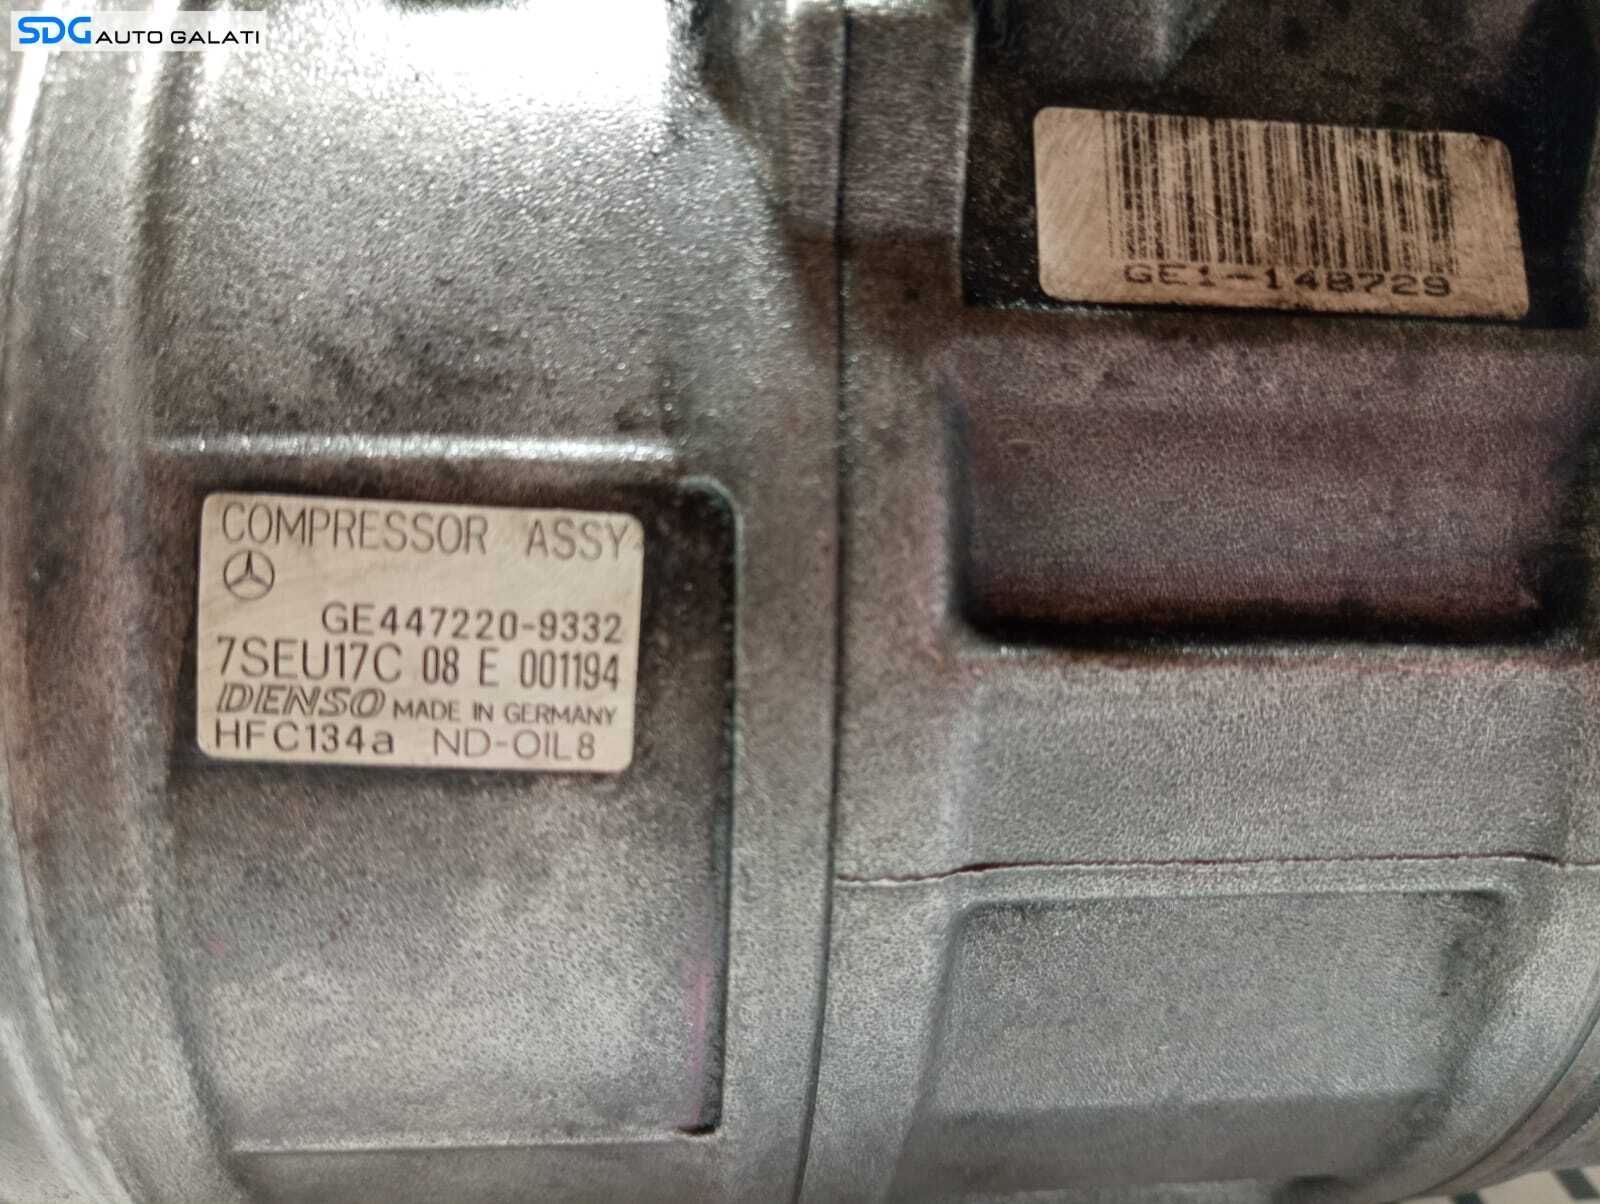 SDG AUTO GALATI
GE1-148729
COMPRESSOR ASSY
GE447220-9332
7SEU17C 08 E 001194
DENSO MADE IN GERMANY
HFC134a ND-OIL8